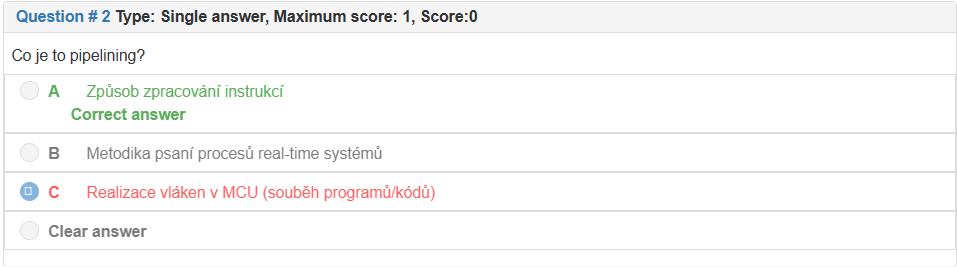 Question # 2 Type: Single answer, Maximum score: 1, Score:0
Co je to pipelining?
A Způsob zpracování instrukcí
Correct answer
B Metodika psaní procesů real-time systémů
C Realizace vláken v MCU (souběh programů/kódů)
Clear answer